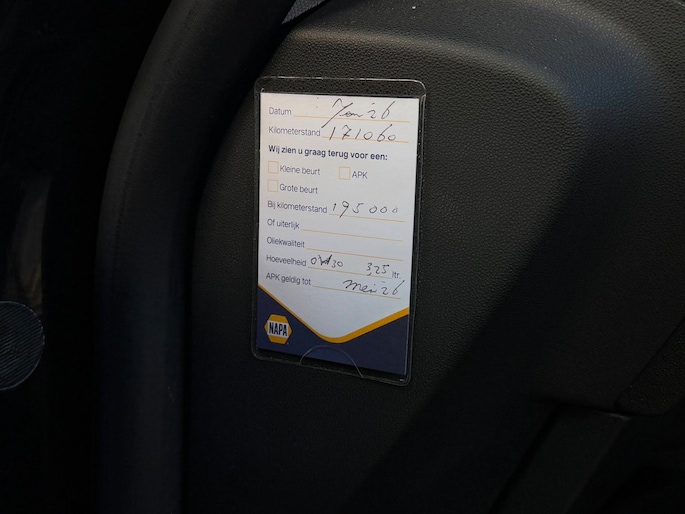 Datum Jan '26
Kilometerstand 171060
Wij zien u graag terug voor een:
Kleine beurt APK
Grote beurt
Bij kilometerstand 195000
Of uiterlijk
Oliekwaliteit
Hoeveelheid 0W30 3,25 ltr.
APK geldig tot mei '26
NAPA